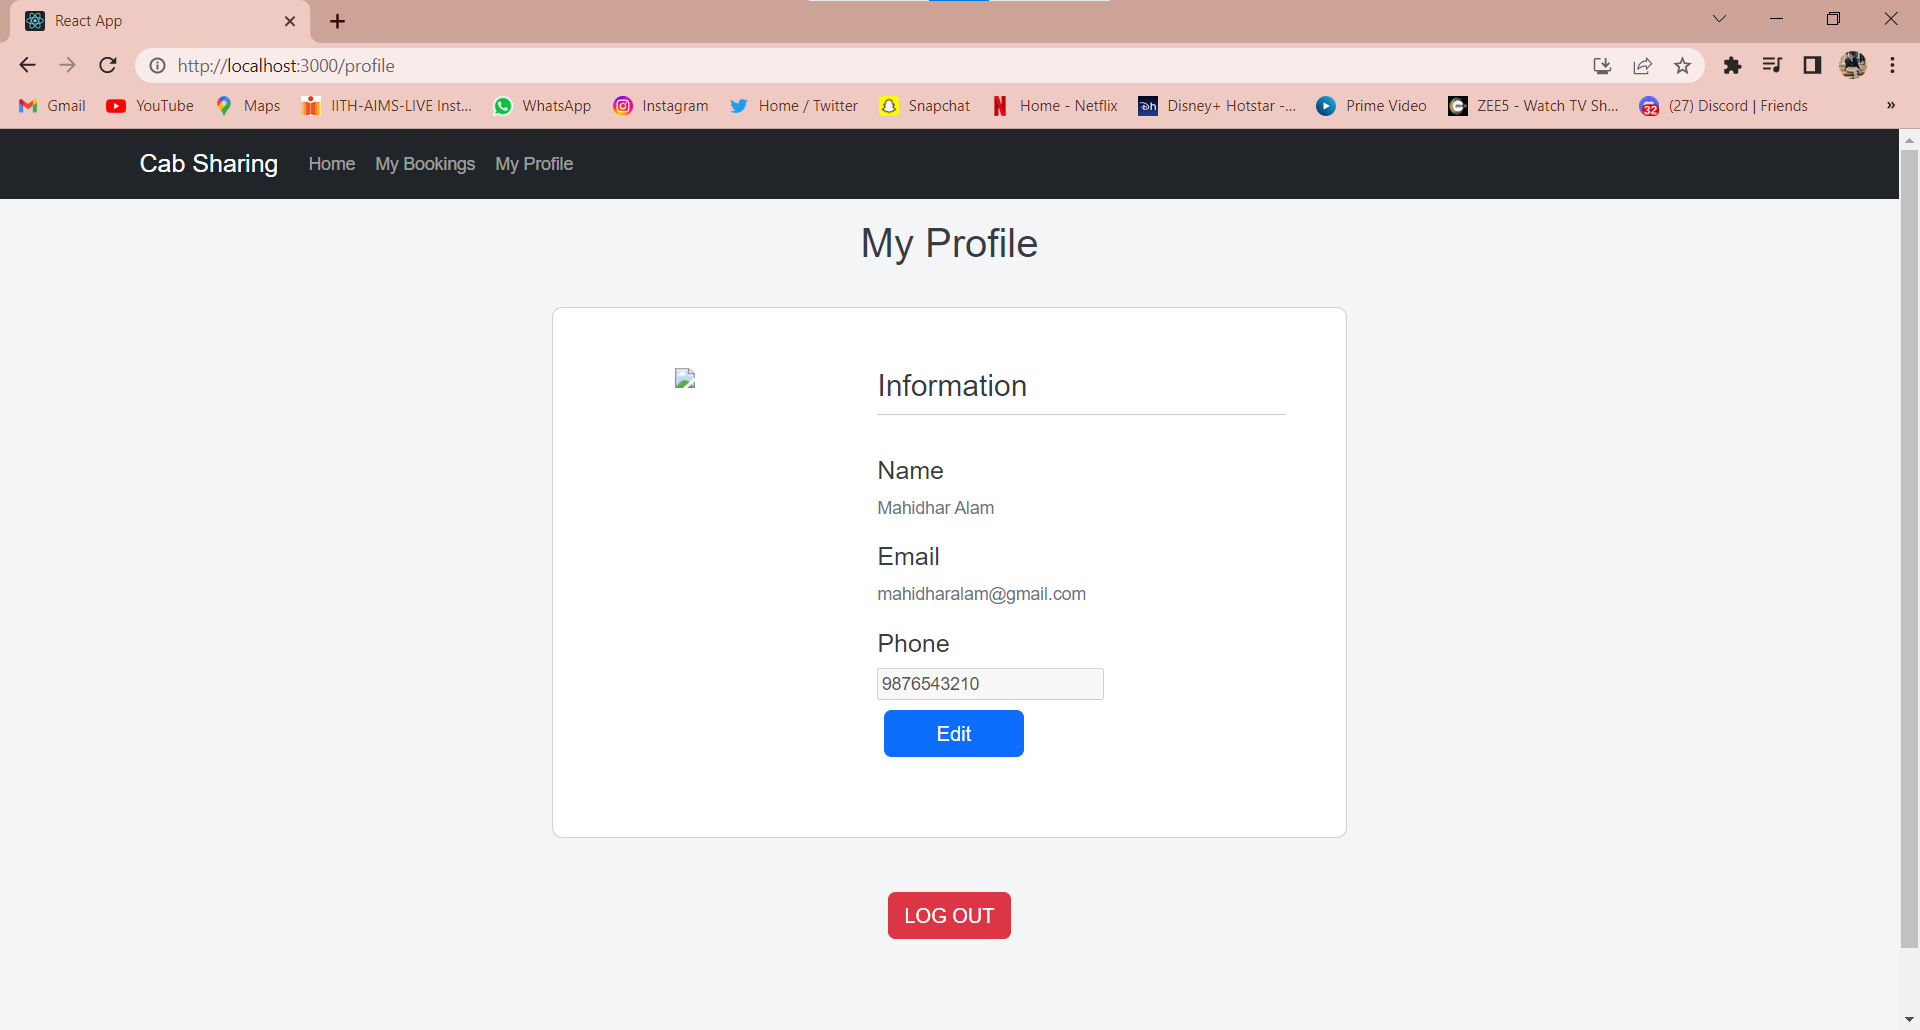 React App
http://localhost:3000/profile
Gmail YouTube Maps IITH-AIMS-LIVE Inst... WhatsApp Instagram Home / Twitter Snapchat Home - Netflix Disney+ Hotstar -... Prime Video ZEE5 - Watch TV Sh... 32 (27) Discord | Friends »
Cab Sharing Home My Bookings My Profile
My Profile
Information
Name
Mahidhar Alam
Email
mahidharalam@gmail.com
Phone
9876543210
Edit
LOG OUT